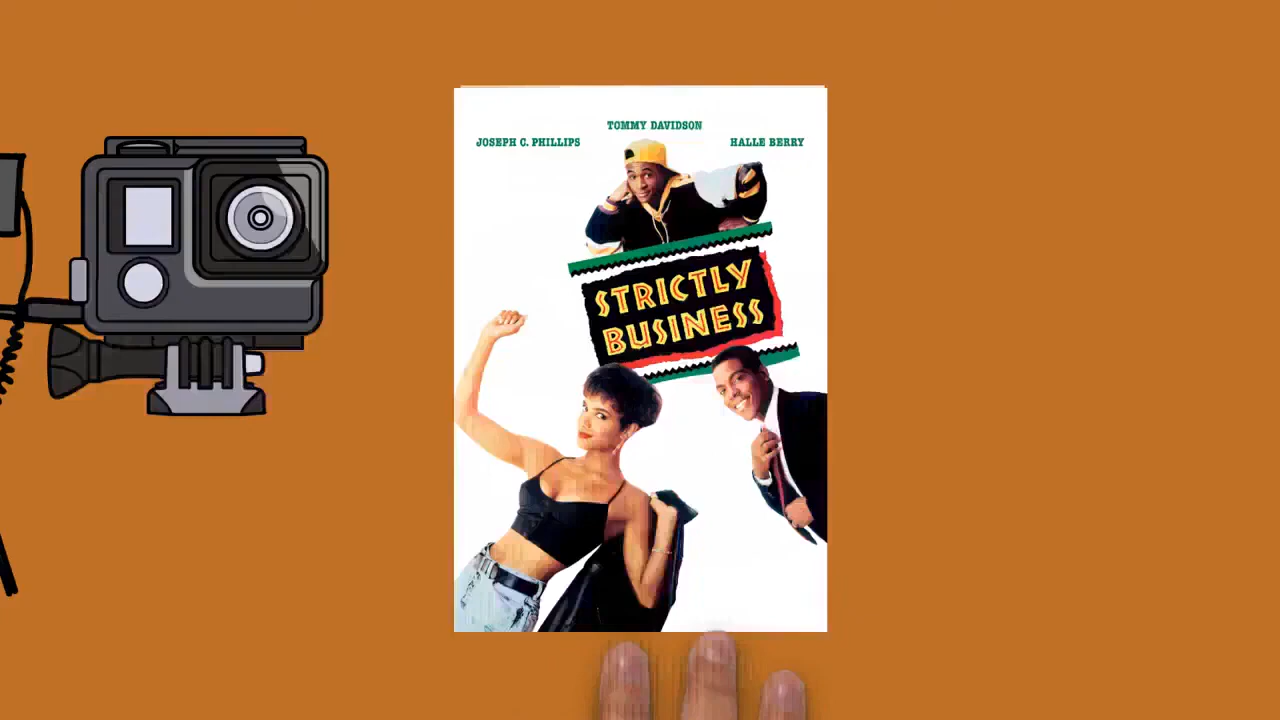 TOMMY DAVIDSON
JOSEPH C. PHILLIPS
HALLE BERRY
STRICTLY
BUSINESS